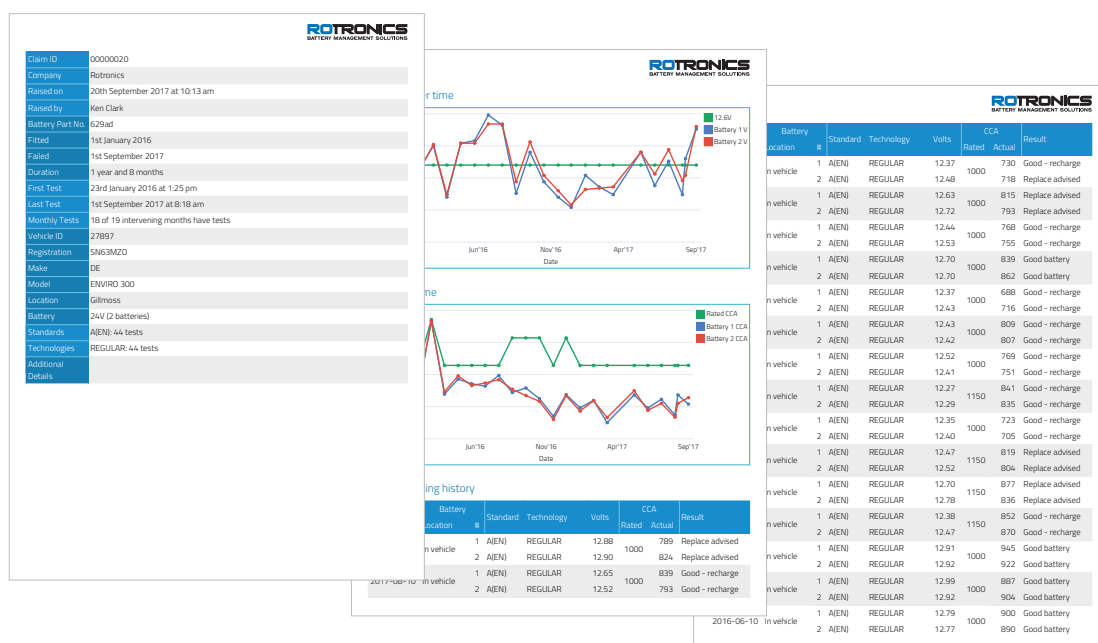 ROTRONICS
BATTERY MANAGEMENT SOLUTIONS
Claim ID 00000020
Company Rotronics
Raised on 20th September 2017 at 10:13 am
Raised by Ken Clark
Battery Part No. 629ad
Fitted 1st January 2016
Failed 1st September 2017
Duration 1 year and 8 months
First Test 23rd January 2016 at 1:25 pm
Last Test 1st September 2017 at 8:18 am
Monthly Tests 18 of 19 intervening months have tests
Vehicle ID 27897
Registration SN63MZO
Make DE
Model ENVIRO 300
Location Gillmoss
Battery 24V (2 batteries)
Standards A(EN): 44 tests
Technologies REGULAR: 44 tests
Additional
Details
ROTRONICS
BATTERY MANAGEMENT SOLUTIONS
r time
12.6V
Battery 1 V
Battery 2 V
Jun'16 Nov'16 Apr'17 Sep'17
Date
me
Rated CCA
Battery 1 CCA
Battery 2 CCA
Jun'16 Nov'16 Apr'17 Sep'17
Date
ing history
Battery CCA
ocation # Standard Technology Volts Rated Actual Result
n vehicle 1000
1 A(EN) REGULAR 12.88 789 Replace advised
2 A(EN) REGULAR 12.90 824 Replace advised
2017-08-10 In vehicle 1000
1 A(EN) REGULAR 12.65 839 Good - recharge
2 A(EN) REGULAR 12.52 793 Good - recharge
ROTRONICS
BATTERY MANAGEMENT SOLUTIONS
Battery CCA
ocation # Standard Technology Volts Rated Actual Result
n vehicle 1000
1 A(EN) REGULAR 12.37 730 Good - recharge
2 A(EN) REGULAR 12.48 718 Replace advised
n vehicle 1000
1 A(EN) REGULAR 12.63 815 Replace advised
2 A(EN) REGULAR 12.72 793 Replace advised
n vehicle 1000
1 A(EN) REGULAR 12.44 768 Good - recharge
2 A(EN) REGULAR 12.53 755 Good - recharge
n vehicle 1000
1 A(EN) REGULAR 12.70 839 Good battery
2 A(EN) REGULAR 12.70 862 Good battery
n vehicle 1000
1 A(EN) REGULAR 12.37 688 Good - recharge
2 A(EN) REGULAR 12.43 716 Good - recharge
n vehicle 1000
1 A(EN) REGULAR 12.43 809 Good - recharge
2 A(EN) REGULAR 12.42 807 Good - recharge
n vehicle 1000
1 A(EN) REGULAR 12.52 769 Good - recharge
2 A(EN) REGULAR 12.41 751 Good - recharge
n vehicle 1150
1 A(EN) REGULAR 12.27 841 Good - recharge
2 A(EN) REGULAR 12.29 835 Good - recharge
n vehicle 1000
1 A(EN) REGULAR 12.35 723 Good - recharge
2 A(EN) REGULAR 12.40 705 Good - recharge
n vehicle 1150
1 A(EN) REGULAR 12.47 819 Replace advised
2 A(EN) REGULAR 12.52 804 Replace advised
n vehicle 1150
1 A(EN) REGULAR 12.70 877 Replace advised
2 A(EN) REGULAR 12.78 836 Replace advised
n vehicle 1150
1 A(EN) REGULAR 12.38 852 Good - recharge
2 A(EN) REGULAR 12.47 870 Good - recharge
n vehicle 1000
1 A(EN) REGULAR 12.91 945 Good battery
2 A(EN) REGULAR 12.92 922 Good battery
n vehicle 1000
1 A(EN) REGULAR 12.99 887 Good battery
2 A(EN) REGULAR 12.92 904 Good battery
2016-06-10 In vehicle 1000
1 A(EN) REGULAR 12.79 900 Good battery
2 A(EN) REGULAR 12.77 890 Good battery